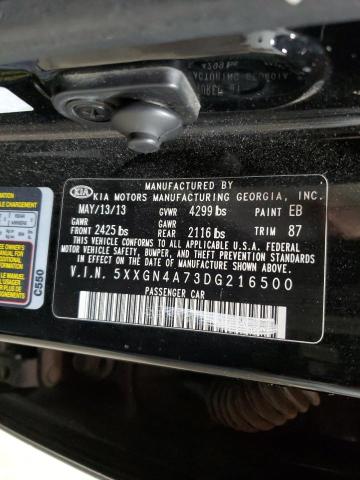 MANUFACTURED BY
KIA KIA MOTORS MANUFACTURING GEORGIA, INC.
MAY/13/13 GVWR 4299 lbs PAINT EB
GAWR FRONT 2425 lbs GAWR REAR 2116 lbs TRIM 87
THIS VEHICLE CONFORMS TO ALL APPLICABLE U.S. FEDERAL
MOTOR VEHICLE SAFETY, BUMPER, AND THEFT PREVENTION STANDARDS
IN EFFECT ON THE DATE OF MANUFACTURE SHOWN ABOVE.
V.I.N. 5XXGN4A73DG216500
PASSENGER CAR
SEE OWNER'S
C550